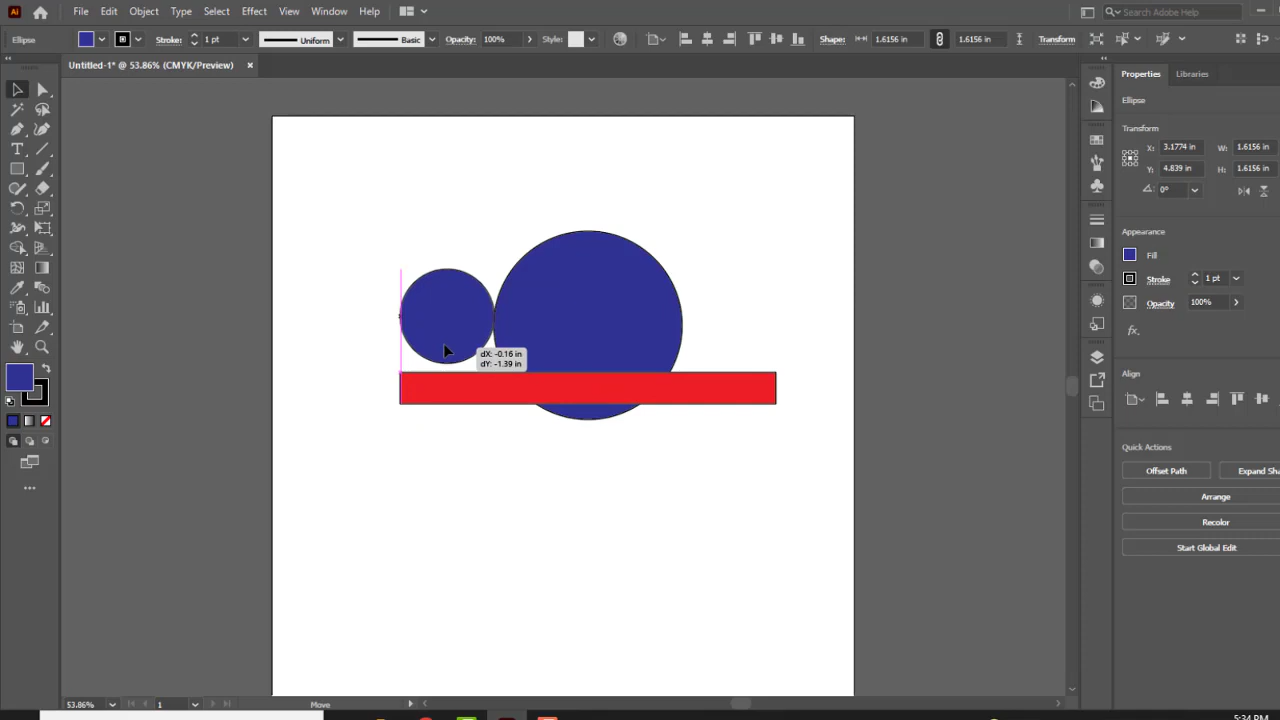 Ai File Edit Object Type Select Effect View Window Help Search Adobe Help
Ellipse Stroke: 1 pt Uniform Basic Opacity: 100% Style: Shape: 1.6156 in 1.6156 in Transform
Untitled-1* @ 53.86% (CMYK/Preview) ×
Properties Libraries
Ellipse
Transform
X: 3.1774 in W: 1.6156 in
Y: 4.839 in H: 1.6156 in
0°
Appearance
Fill
Stroke 1 pt
Opacity 100%
fx.
dX: -0.16 in
dY: -1.39 in
Align
Quick Actions
Offset Path Expand Sha
Arrange
Recolor
Start Global Edit
53.86% 1 Move
5:34 PM